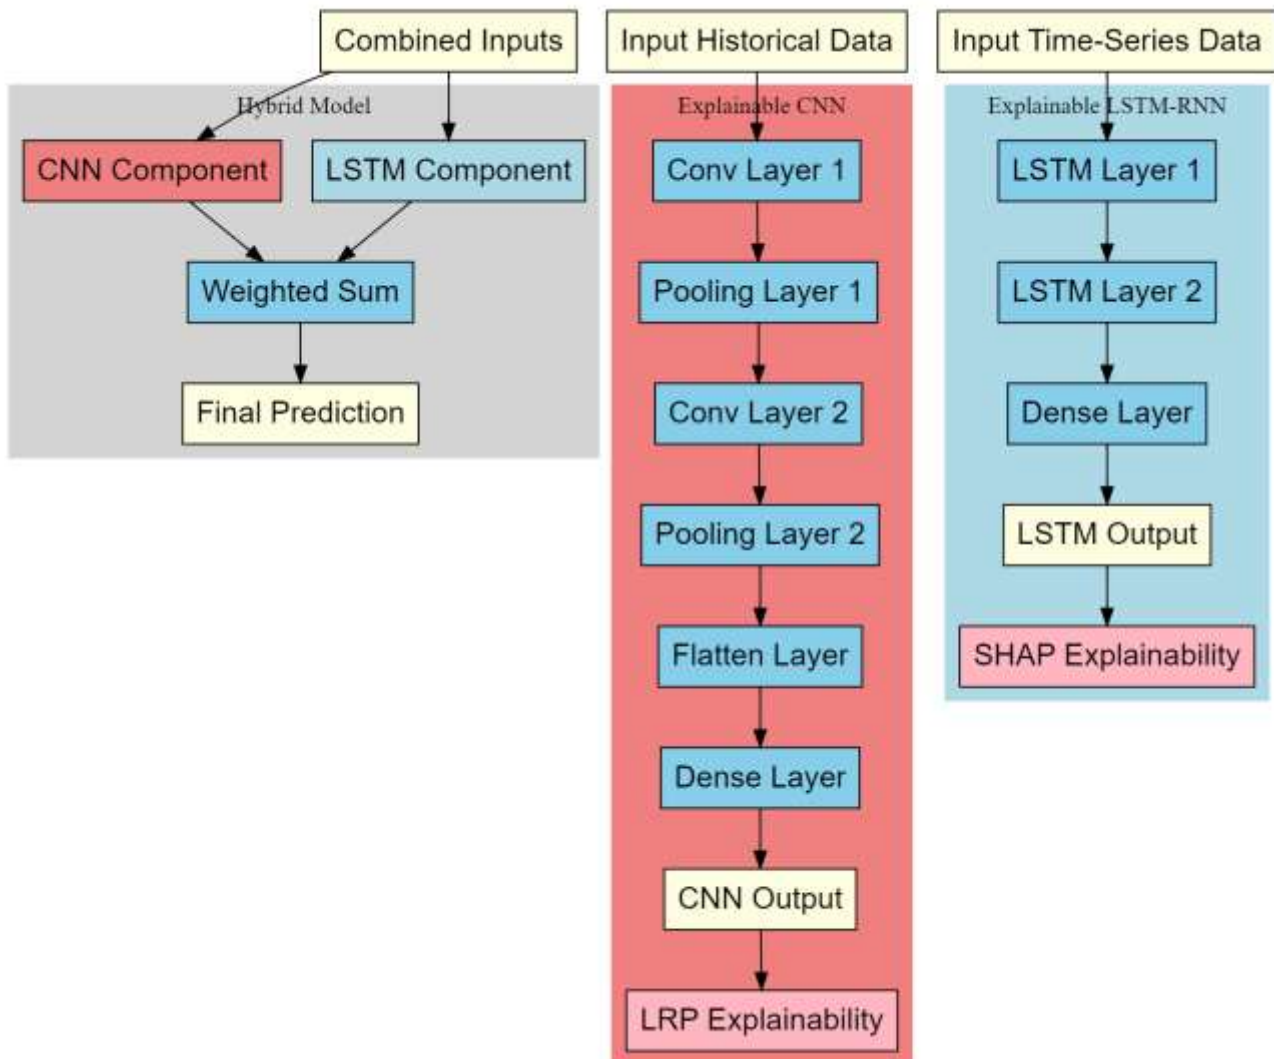 Combined Inputs
Hybrid Model
CNN Component
LSTM Component
Weighted Sum
Final Prediction
Input Historical Data
Explainable CNN
Conv Layer 1
Pooling Layer 1
Conv Layer 2
Pooling Layer 2
Flatten Layer
Dense Layer
CNN Output
LRP Explainability
Input Time-Series Data
Explainable LSTM-RNN
LSTM Layer 1
LSTM Layer 2
Dense Layer
LSTM Output
SHAP Explainability